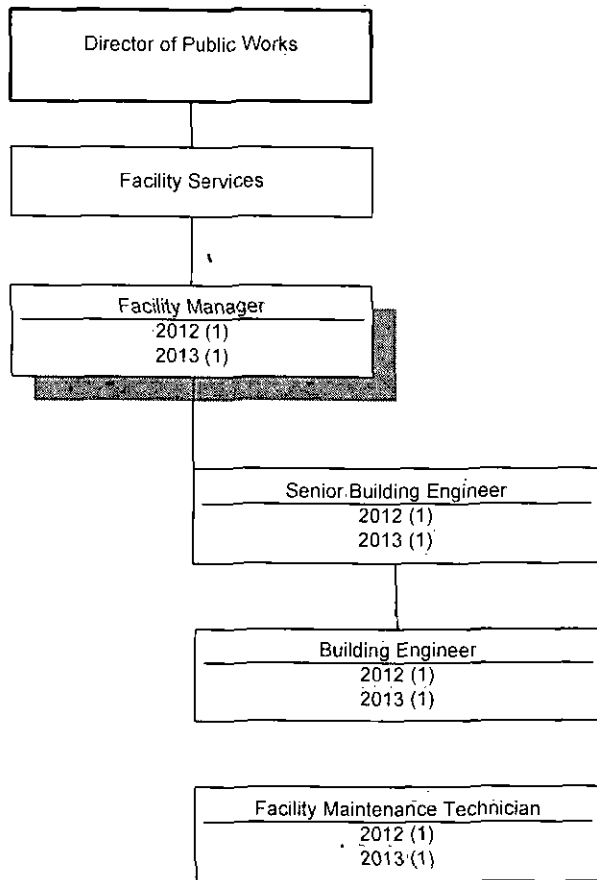 Director of Public Works
Facility Services
Facility Manager
2012 (1)
2013 (1)
Senior Building Engineer
2012 (1)
2013 (1)
Building Engineer
2012 (1)
2013 (1)
Facility Maintenance Technician
2012 (1)
2013 (1)